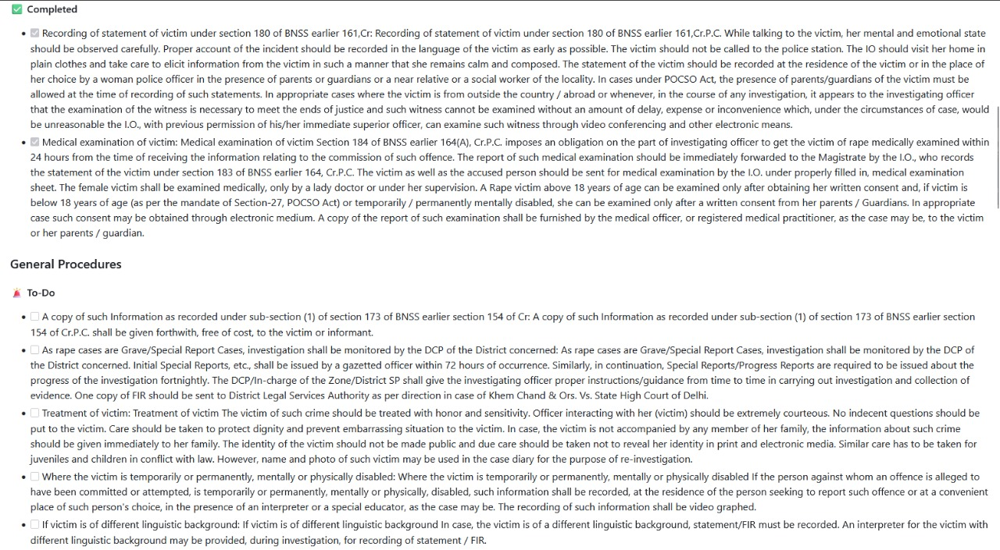 Completed
Recording of statement of victim under section 180 of BNSS earlier 161,Cr: Recording of statement of victim under section 180 of BNSS earlier 161,Cr.P.C. While talking to the victim, her mental and emotional state
should be observed carefully. Proper account of the incident should be recorded in the language of the victim as early as possible. The victim should not be called to the police station. The IO should visit her home in
plain clothes and take care to elicit information from the victim in such a manner that she remains calm and composed. The statement of the victim should be recorded at the residence of the victim or in the place of
her choice by a woman police officer in the presence of parents or guardians or a near relative or a social worker of the locality. In cases under POCSO Act, the presence of parents/guardians of the victim must be
allowed at the time of recording of such statements. In appropriate cases where the victim is from outside the country / abroad or whenever, in the course of any investigation, it appears to the investigating officer
that the examination of the witness is necessary to meet the ends of justice and such witness cannot be examined without an amount of delay, expense or inconvenience which, under the circumstances of case, would
be unreasonable the I.O., with previous permission of his/her immediate superior officer, can examine such witness through video conferencing and other electronic means.
Medical examination of victim: Medical examination of victim Section 184 of BNSS earlier 164(A), Cr.P.C. imposes an obligation on the part of investigating officer to get the victim of rape medically examined within
24 hours from the time of receiving the information relating to the commission of such offence. The report of such medical examination should be immediately forwarded to the Magistrate by the I.O., who records
the statement of the victim under section 183 of BNSS earlier 164, Cr.P.C. The victim as well as the accused person should be sent for medical examination by the I.O. under properly filled in, medical examination
sheet. The female victim shall be examined medically, only by a lady doctor or under her supervision. A Rape victim above 18 years of age can be examined only after obtaining her written consent and, if victim is
below 18 years of age (as per the mandate of Section-27, POCSO Act) or temporarily / permanently mentally disabled, she can be examined only after a written consent from her parents / Guardians. In appropriate
case such consent may be obtained through electronic medium. A copy of the report of such examination shall be furnished by the medical officer, or registered medical practitioner, as the case may be, to the victim
or her parents / guardian.
General Procedures
To-Do
A copy of such Information as recorded under sub-section (1) of section 173 of BNSS earlier section 154 of Cr: A copy of such Information as recorded under sub-section (1) of section 173 of BNSS earlier section
154 of Cr.P.C. shall be given forthwith, free of cost, to the victim or informant.
As rape cases are Grave/Special Report Cases, investigation shall be monitored by the DCP of the District concerned: As rape cases are Grave/Special Report Cases, investigation shall be monitored by the DCP of
the District concerned. Initial Special Reports, etc., shall be issued by a gazetted officer within 72 hours of occurrence. Similarly, in continuation, Special Reports/Progress Reports are required to be issued about the
progress of the investigation fortnightly. The DCP/In-charge of the Zone/District SP shall give the investigating officer proper instructions/guidance from time to time in carrying out investigation and collection of
evidence. One copy of FIR should be sent to District Legal Services Authority as per direction in case of Khem Chand & Ors. Vs. State High Court of Delhi.
Treatment of victim: Treatment of victim The victim of such crime should be treated with honor and sensitivity. Officer interacting with her (victim) should be extremely courteous. No indecent questions should be
put to the victim. Care should be taken to protect dignity and prevent embarrassing situation to the victim. In case, the victim is not accompanied by any member of her family, the information about such crime
should be given immediately to her family. The identity of the victim should not be made public and due care should be taken not to reveal her identity in print and electronic media. Similar care has to be taken for
juveniles and children in conflict with law. However, name and photo of such victim may be used in the case diary for the purpose of re-investigation.
Where the victim is temporarily or permanently, mentally or physically disabled: Where the victim is temporarily or permanently, mentally or physically disabled If the person against whom an offence is alleged to
have been committed or attempted, is temporarily or permanently, mentally or physically, disabled, such information shall be recorded, at the residence of the person seeking to report such offence or at a convenient
place of such person's choice, in the presence of an interpreter or a special educator, as the case may be. The recording of such information shall be video graphed.
If victim is of different linguistic background: If victim is of different linguistic background In case, the victim is of a different linguistic background, statement/FIR must be recorded. An interpreter for the victim with
different linguistic background may be provided, during investigation, for recording of statement / FIR.